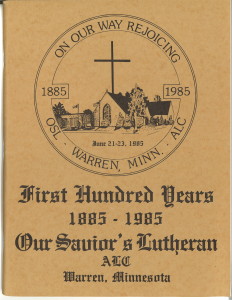 ON OUR WAY REJOICING
1885
1985
OSL · WARREN, MINN. · ALC
June 21-23, 1985
First Hundred Years
1885 - 1985
Our Savior's Lutheran
ALC
Warren, Minnesota